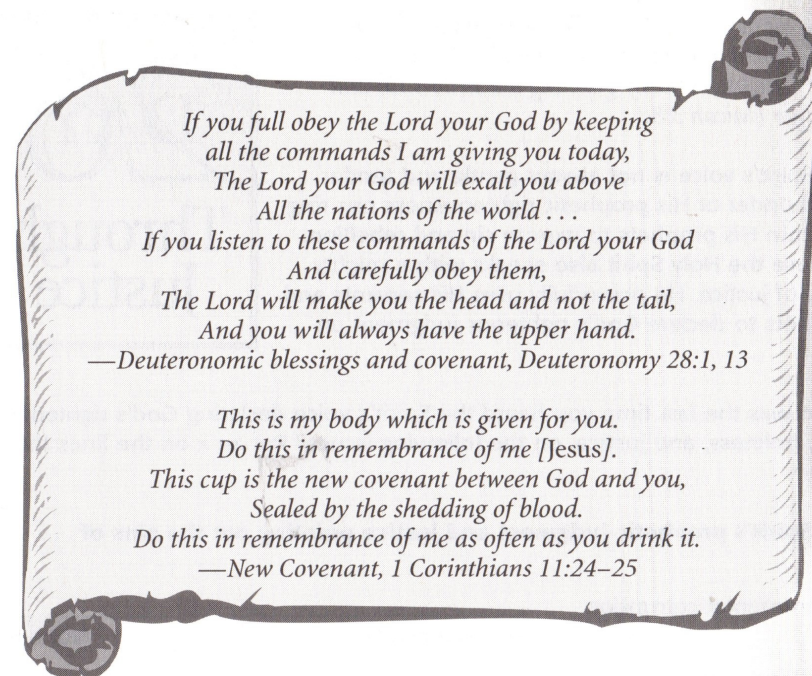 If you full obey the Lord your God by keeping
all the commands I am giving you today,
The Lord your God will exalt you above
All the nations of the world . . .
If you listen to these commands of the Lord your God
And carefully obey them,
The Lord will make you the head and not the tail,
And you will always have the upper hand.
—Deuteronomic blessings and covenant, Deuteronomy 28:1, 13
This is my body which is given for you.
Do this in remembrance of me [Jesus].
This cup is the new covenant between God and you,
Sealed by the shedding of blood.
Do this in remembrance of me as often as you drink it.
—New Covenant, 1 Corinthians 11:24–25